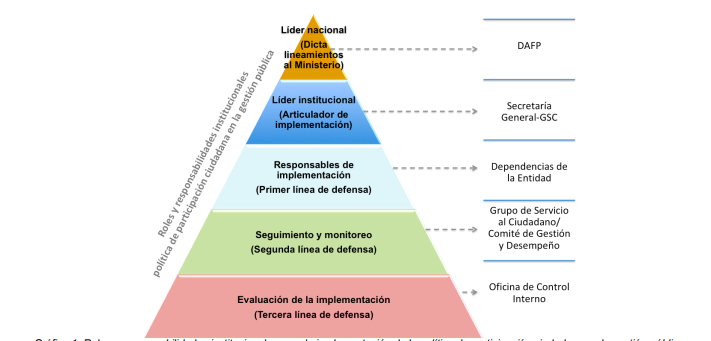 Líder nacional
(Dicta
lineamientos
al Ministerio)
DAFP
Líder institucional
(Articulador de
implementación)
Secretaría
General-GSC
Responsables de
implementación
(Primer línea de defensa)
Dependencias de
la Entidad
Seguimiento y monitoreo
(Segunda línea de defensa)
Grupo de Servicio
al Ciudadano/
Comité de Gestión
y Desempeño
Evaluación de la implementación
(Tercera línea de defensa)
Oficina de Control
Interno
Roles y responsabilidades institucionales
política de participación ciudadana en la gestión pública